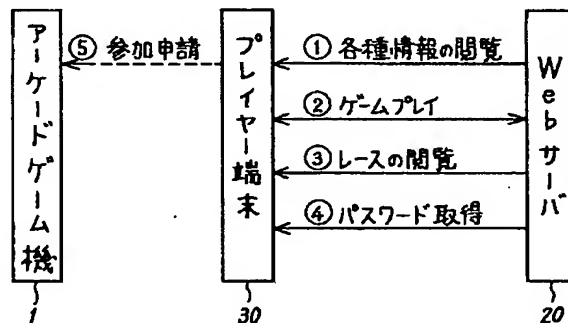 アーケードゲーム機
⑤ 参加申請
プレイヤー端末
① 各種情報の閲覧
② ゲームプレイ
③ レースの閲覧
④ パスワード取得
Webサーバ
1
30
20